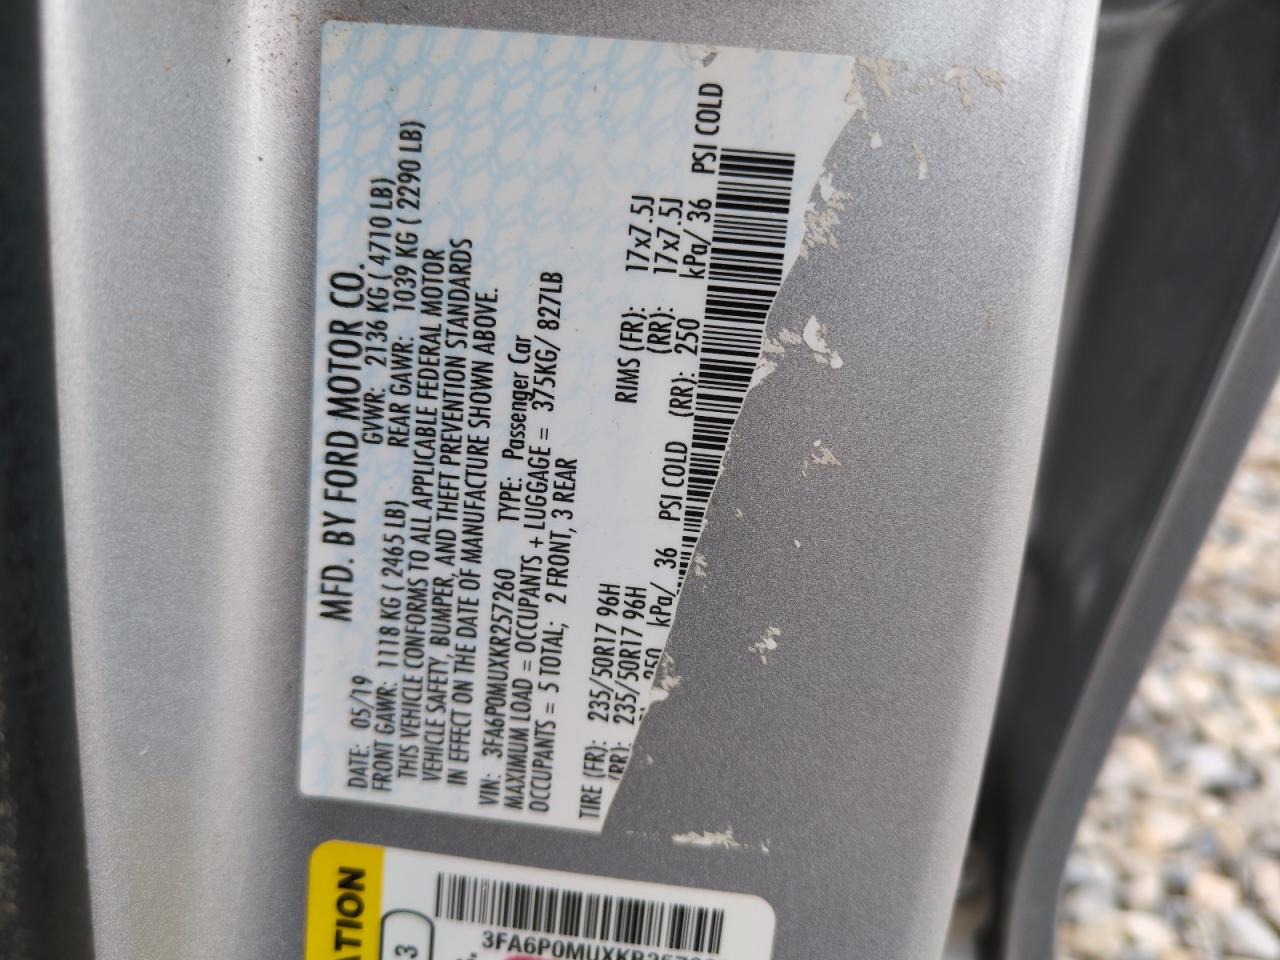 MFD. BY FORD MOTOR CO.
DATE: 05/19 GVWR: 2136 KG ( 4710 LB)
FRONT GAWR: 1118 KG ( 2465 LB) REAR GAWR: 1039 KG ( 2290 LB)
THIS VEHICLE CONFORMS TO ALL APPLICABLE FEDERAL MOTOR
VEHICLE SAFETY, BUMPER, AND THEFT PREVENTION STANDARDS
IN EFFECT ON THE DATE OF MANUFACTURE SHOWN ABOVE.
VIN: 3FA6P0MUXKR257260 TYPE: Passenger Car
MAXIMUM LOAD = OCCUPANTS + LUGGAGE = 375KG/ 827LB
OCCUPANTS = 5 TOTAL; 2 FRONT, 3 REAR
TIRE (FR): 235/50R17 96H RIMS (FR): 17x7.5J
(RR): 235/50R17 96H (RR): 17x7.5J
250 kPa/ 36 PSI COLD (RR): 250 kPa/ 36 PSI COLD
3